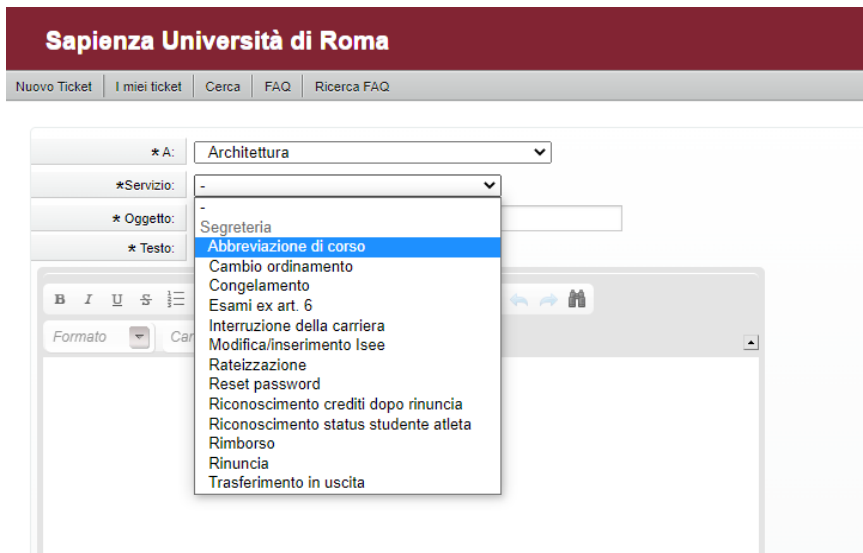 Sapienza Università di Roma
Nuovo Ticket I miei ticket Cerca FAQ Ricerca FAQ
* A: Architettura
*Servizio: -
-
* Oggetto:
Segreteria
* Testo: Abbreviazione di corso
Cambio ordinamento
Congelamento
B I U S Esami ex art. 6
Interruzione della carriera
Formato Car
Modifica/inserimento Isee
Rateizzazione
Reset password
Riconoscimento crediti dopo rinuncia
Riconoscimento status studente atleta
Rimborso
Rinuncia
Trasferimento in uscita